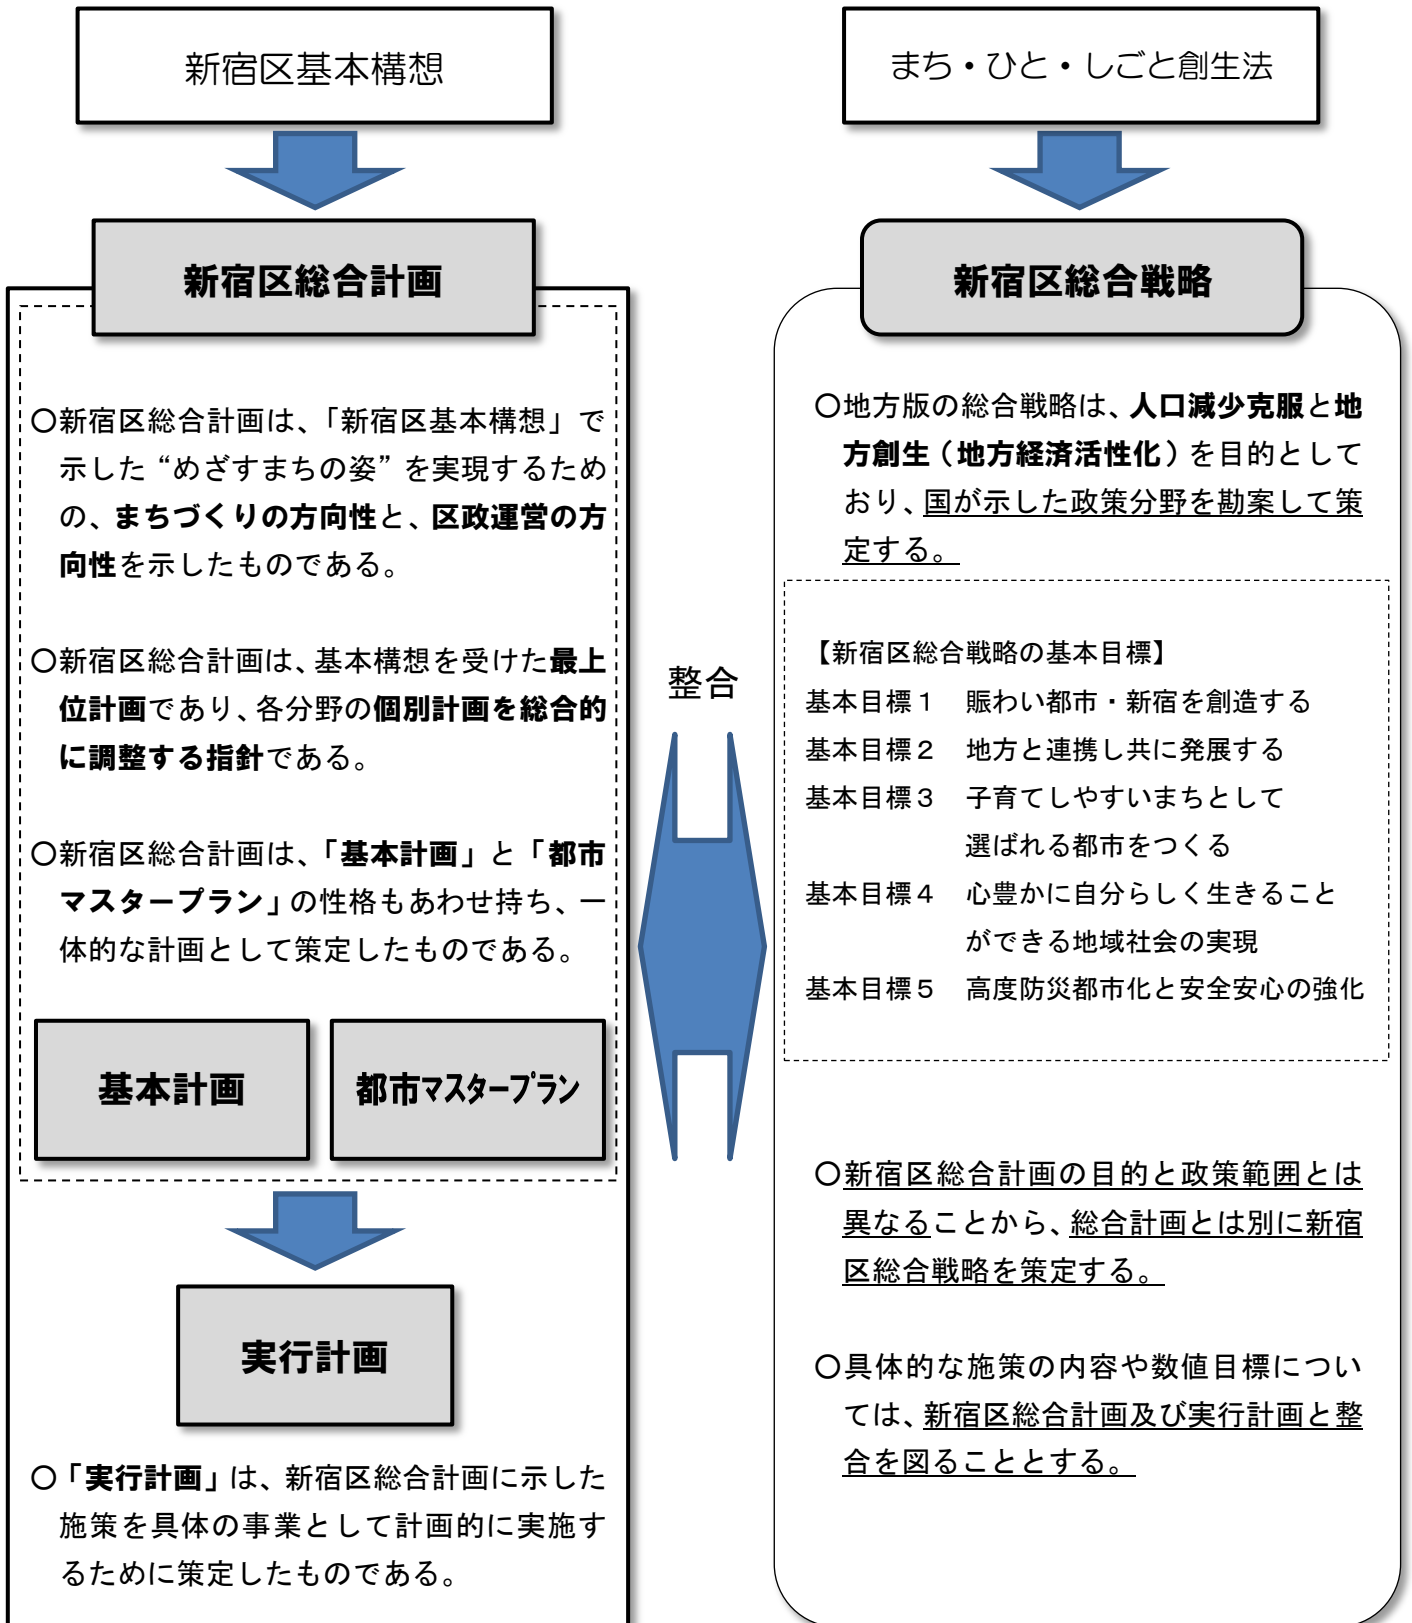 新宿区基本構想
新宿区総合計画
〇新宿区総合計画は、「新宿区基本構想」で
示した“めざすまちの姿”を実現するため
の、まちづくりの方向性と、区政運営の方
向性を示したものである。
〇新宿区総合計画は、基本構想を受けた最上
位計画であり、各分野の個別計画を総合的
に調整する指針である。
〇新宿区総合計画は、「基本計画」と「都市
マスタープラン」の性格もあわせ持ち、一
体的な計画として策定したものである。
基本計画
都市マスタープラン
実行計画
〇「実行計画」は、新宿区総合計画に示した
施策を具体の事業として計画的に実施す
るために策定したものである。
整合
まち・ひと・しごと創生法
新宿区総合戦略
〇地方版の総合戦略は、人口減少克服と地
方創生（地方経済活性化）を目的として
おり、国が示した政策分野を勘案して策
定する。
【新宿区総合戦略の基本目標】
基本目標１　賑わい都市・新宿を創造する
基本目標２　地方と連携し共に発展する
基本目標３　子育てしやすいまちとして
選ばれる都市をつくる
基本目標４　心豊かに自分らしく生きること
ができる地域社会の実現
基本目標５　高度防災都市化と安全安心の強化
〇新宿区総合計画の目的と政策範囲とは
異なることから、総合計画とは別に新宿
区総合戦略を策定する。
〇具体的な施策の内容や数値目標につい
ては、新宿区総合計画及び実行計画と整
合を図ることとする。